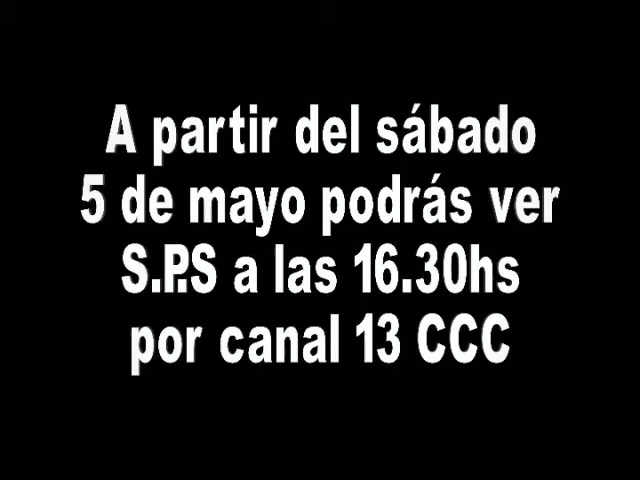 A partir del sábado
5 de mayo podrás ver
S.P.S a las 16.30hs
por canal 13 CCC